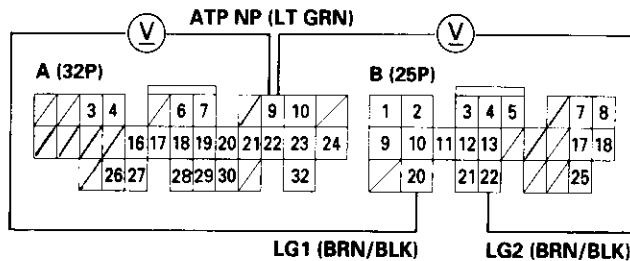 ATP NP (LT GRN)
V V
A (32P) B (25P)
3 4 6 7 9 10 1 2 3 4 5 7 8
16 17 18 19 20 21 22 23 24 9 10 11 12 13 17 18
26 27 28 29 30 32 20 21 22 25
LG1 (BRN/BLK) LG2 (BRN/BLK)